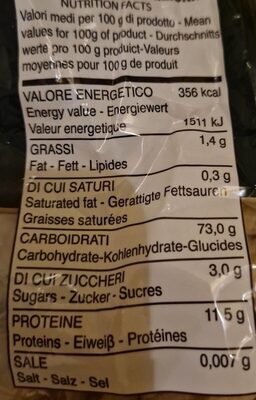 NUTRITION FACTS
Valori medi per 100 g di prodotto - Mean
values for 100g of product - Durchschnitts
werte pro 100 g product-Valeurs
moyennes pour 100 g de produit
VALORE ENERGETICO 356 kcal
Energy value - Energiewert
Valeur energetique 1511 kJ
GRASSI 1,4 g
Fat - Fett - Lipides
DI CUI SATURI 0,3 g
Saturated fat - Gerattigte Fettsauren
Graisses saturées
CARBOIDRATI 73,0 g
Carbohydrate-Kohlenhydrate-Glucides
DI CUI ZUCCHERI 3,0 g
Sugars - Zucker - Sucres
PROTEINE 11,5 g
Proteins - Eiweiß - Protéines
SALE 0,007 g
Salt - Salz - Sel